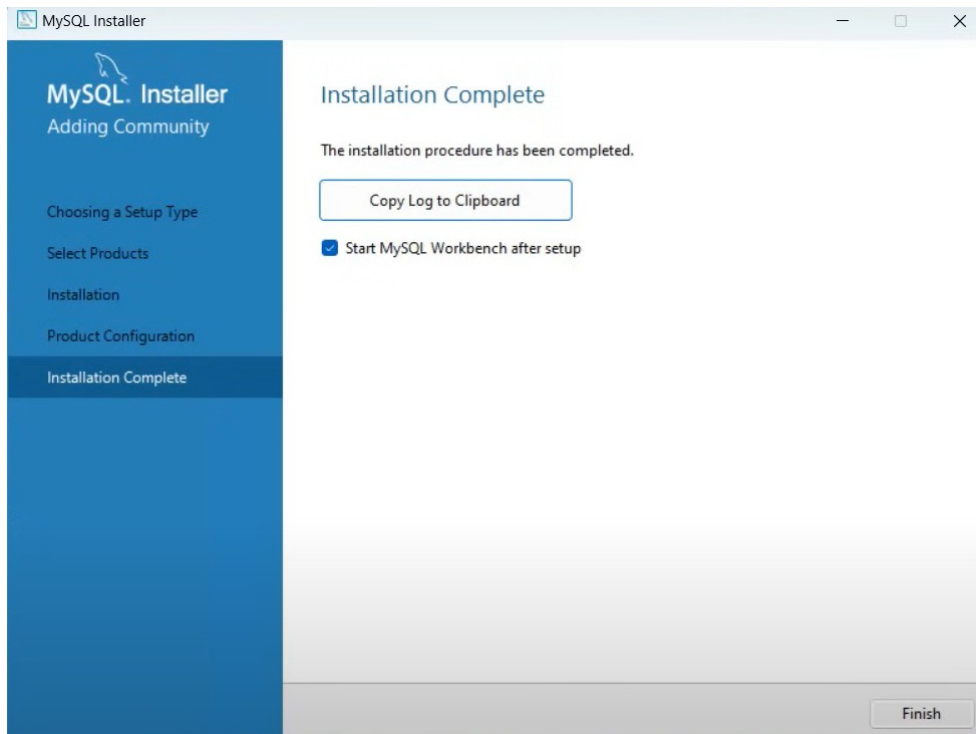 MySQL Installer
MySQL. Installer
Adding Community
Choosing a Setup Type
Select Products
Installation
Product Configuration
Installation Complete
Installation Complete
The installation procedure has been completed.
Copy Log to Clipboard
Start MySQL Workbench after setup
Finish